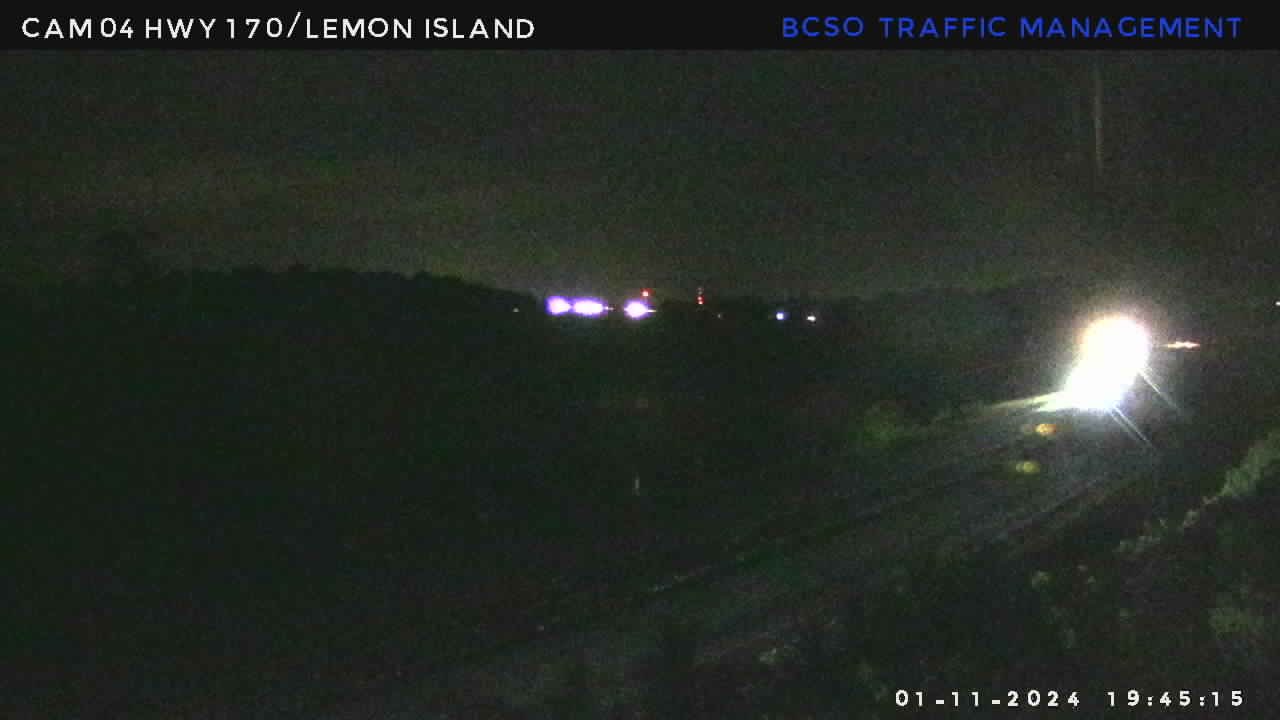 CAM04 HWY 170/LEMON ISLAND
BCSO TRAFFIC MANAGEMENT
01-11-2024 19:45:15